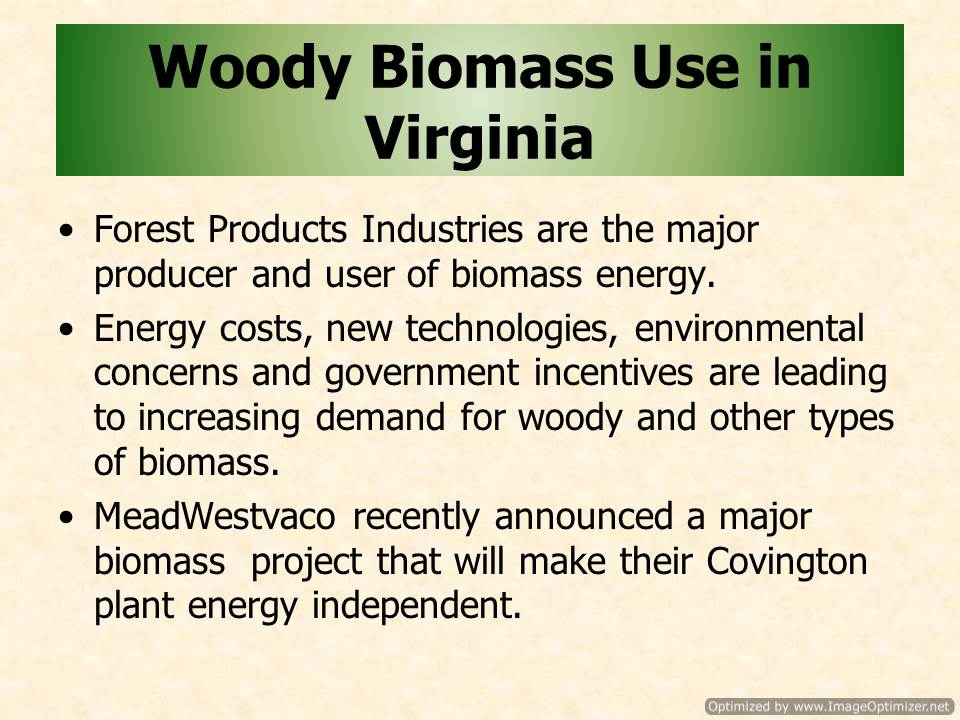 Woody Biomass Use in
Virginia
• Forest Products Industries are the major
producer and user of biomass energy.
• Energy costs, new technologies, environmental
concerns and government incentives are leading
to increasing demand for woody and other types
of biomass.
• MeadWestvaco recently announced a major
biomass  project that will make their Covington
plant energy independent.
Optimized by www.ImageOptimizer.net